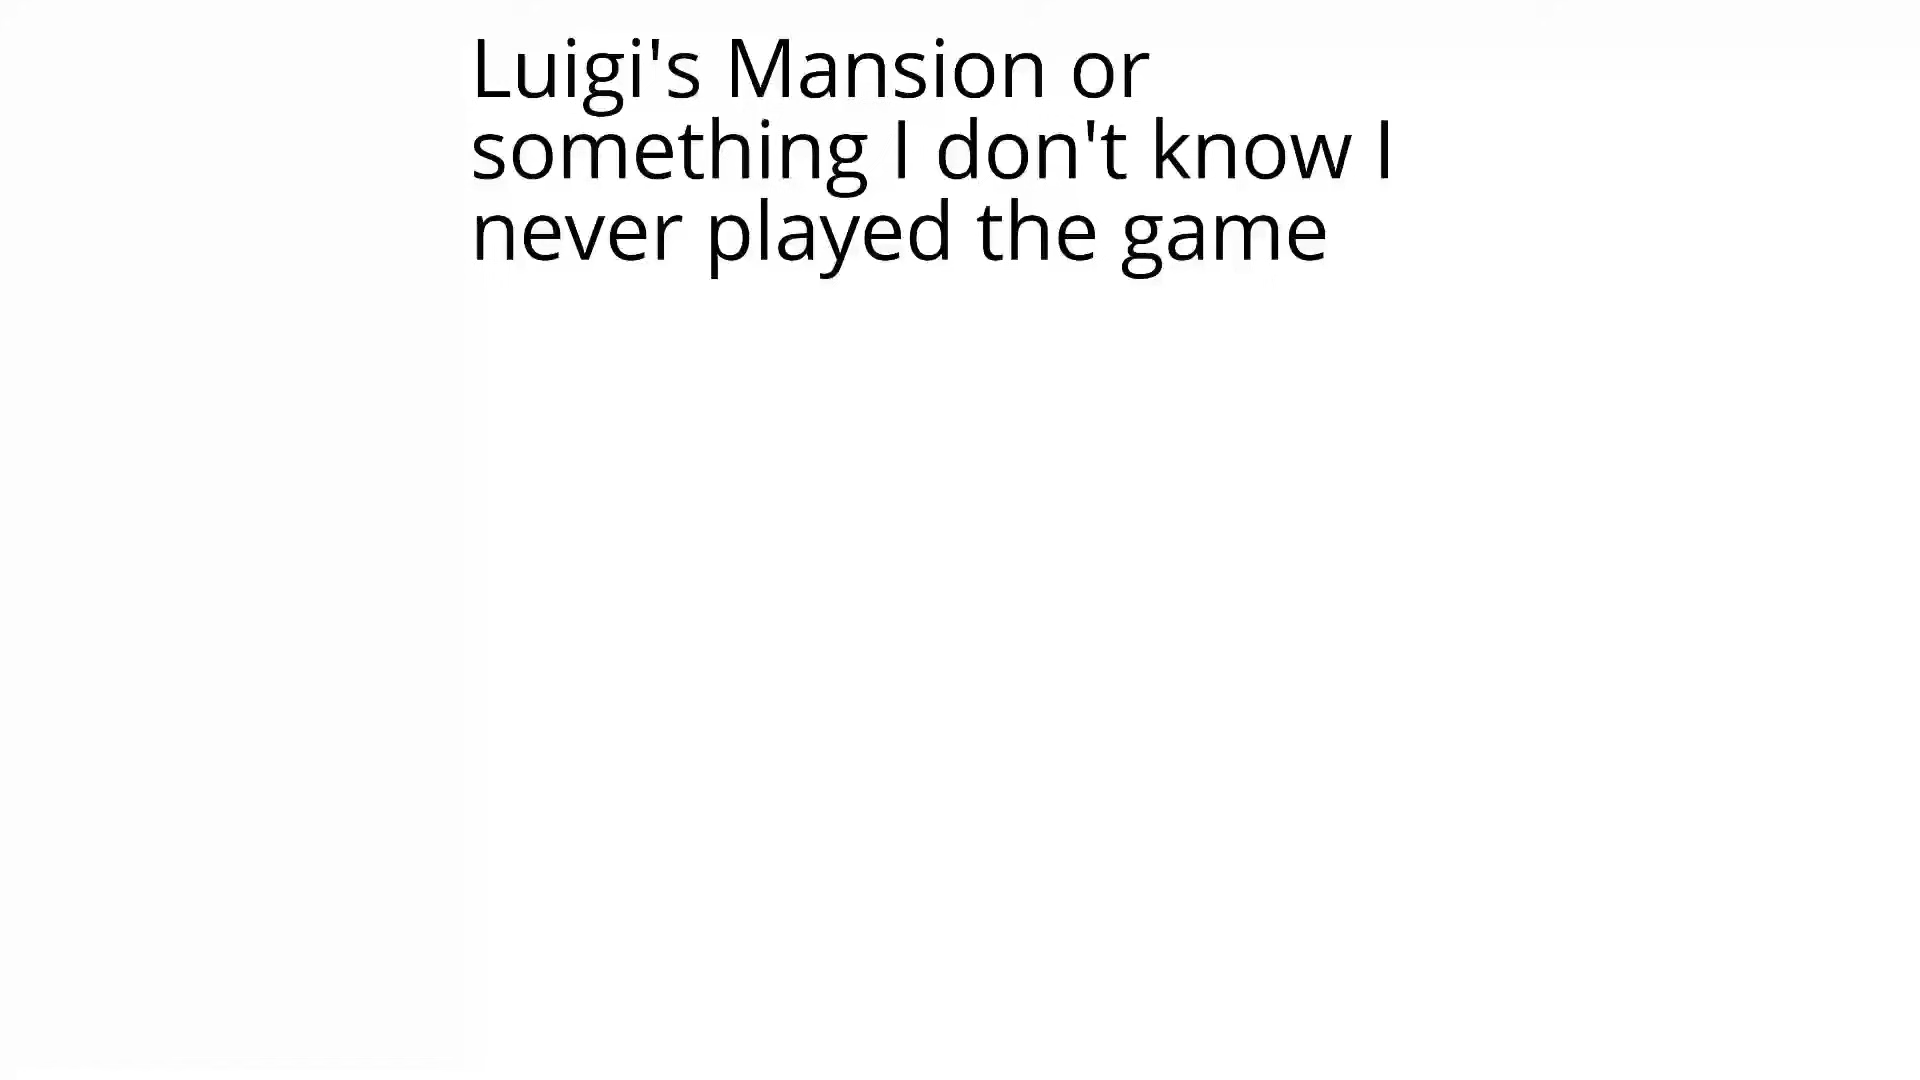 Luigi's Mansion or
something I don't know I
never played the game